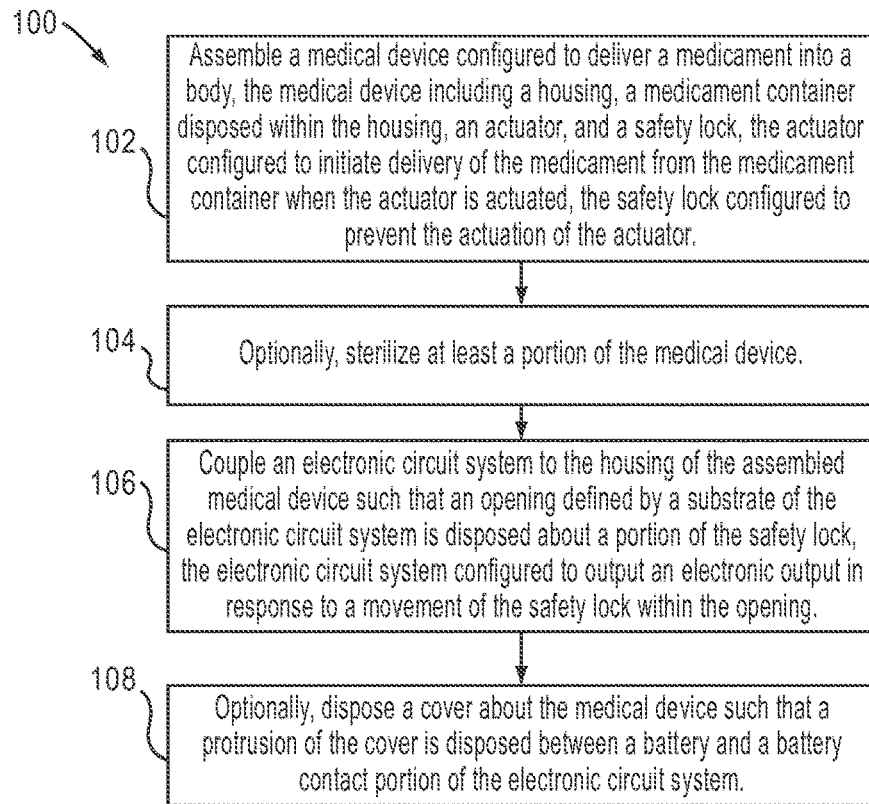 100
Assemble a medical device configured to deliver a medicament into a
body, the medical device including a housing, a medicament container
disposed within the housing, an actuator, and a safety lock, the actuator
configured to initiate delivery of the medicament from the medicament
container when the actuator is actuated, the safety lock configured to
prevent the actuation of the actuator.
102
Optionally, sterilize at least a portion of the medical device.
104
Couple an electronic circuit system to the housing of the assembled
medical device such that an opening defined by a substrate of the
electronic circuit system is disposed about a portion of the safety lock,
the electronic circuit system configured to output an electronic output in
response to a movement of the safety lock within the opening.
106
Optionally, dispose a cover about the medical device such that a
protrusion of the cover is disposed between a battery and a battery
contact portion of the electronic circuit system.
108